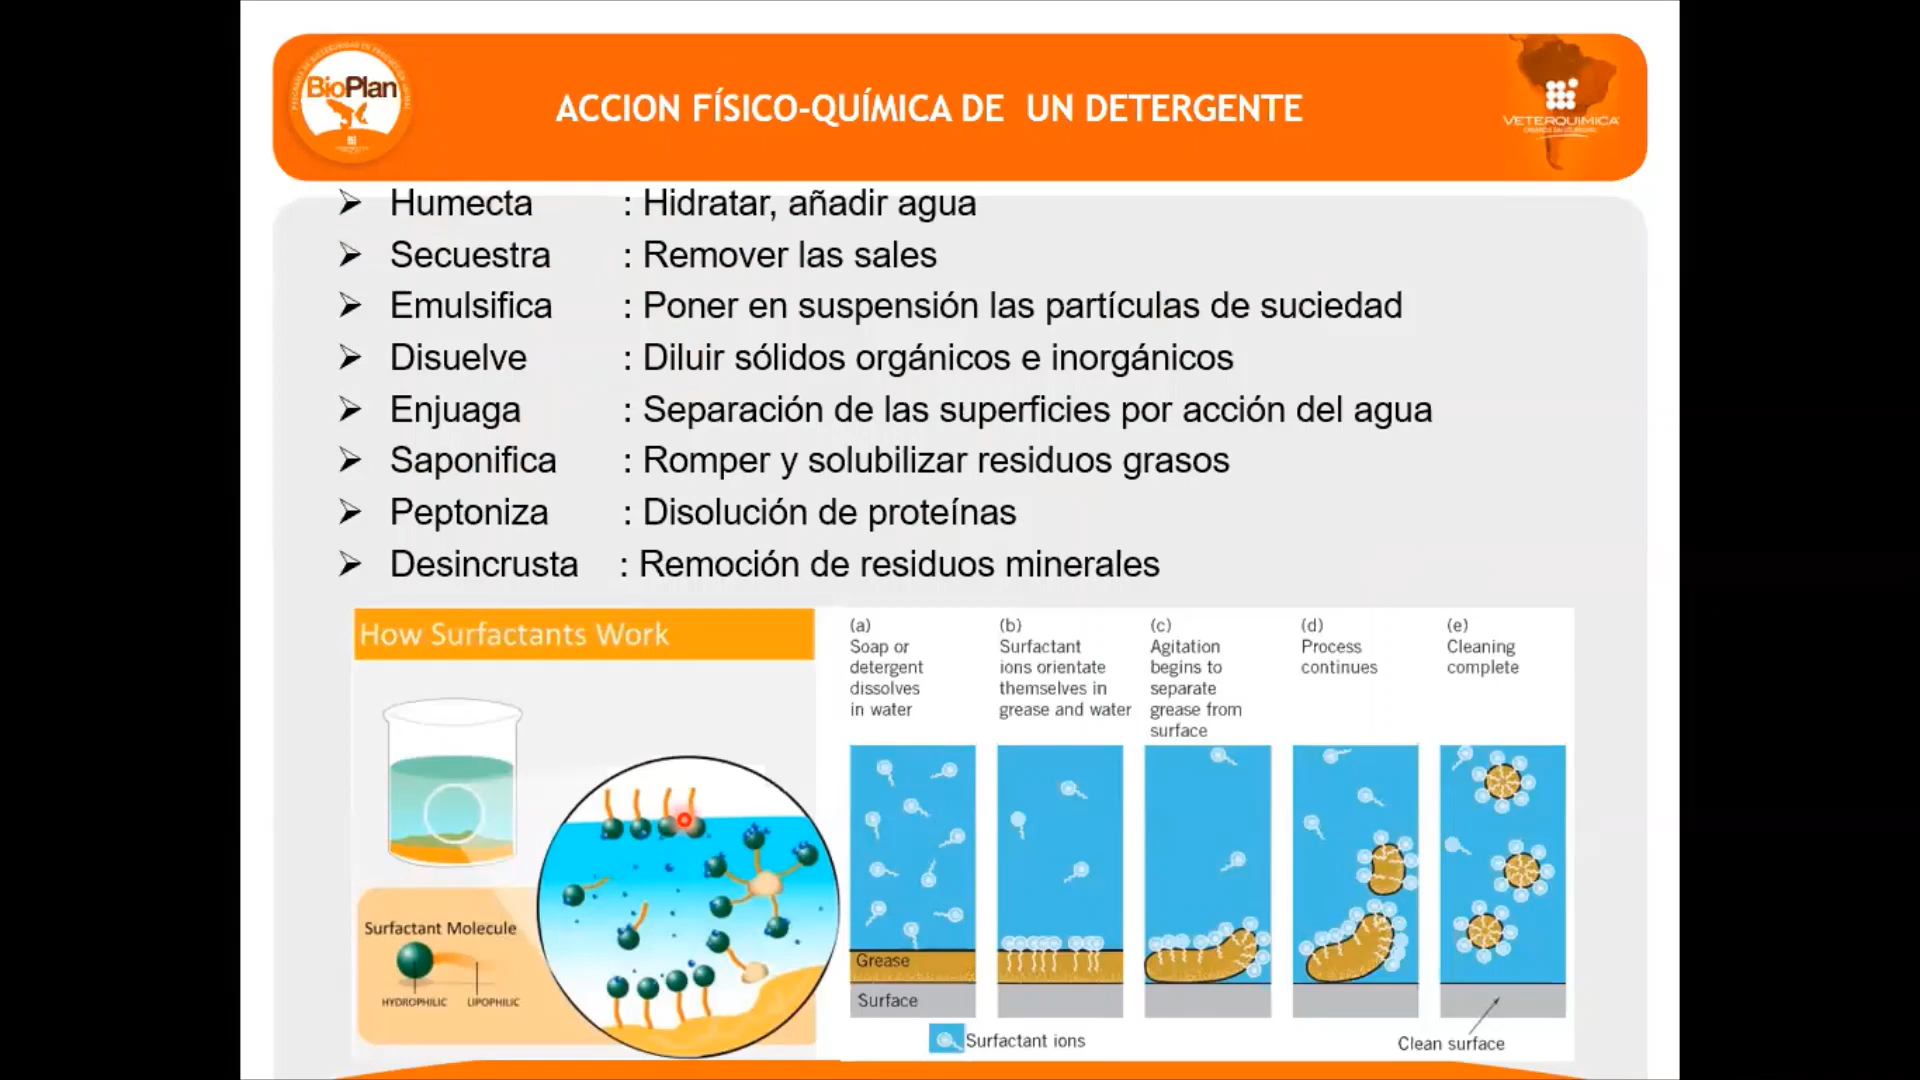 BioPlan
ACCION FÍSICO-QUÍMICA DE UN DETERGENTE
VETERQUIMICA
Humecta : Hidratar, añadir agua
Secuestra : Remover las sales
Emulsifica : Poner en suspensión las partículas de suciedad
Disuelve : Diluir sólidos orgánicos e inorgánicos
Enjuaga : Separación de las superficies por acción del agua
Saponifica : Romper y solubilizar residuos grasos
Peptoniza : Disolución de proteínas
Desincrusta : Remoción de residuos minerales
How Surfactants Work
Surfactant Molecule
HYDROPHILIC LIPOPHILIC
(a)
Soap or
detergent
dissolves
in water
(b)
Surfactant
ions orientate
themselves in
grease and water
(c)
Agitation
begins to
separate
grease from
surface
(d)
Process
continues
(e)
Cleaning
complete
Grease
Surface
Surfactant ions
Clean surface